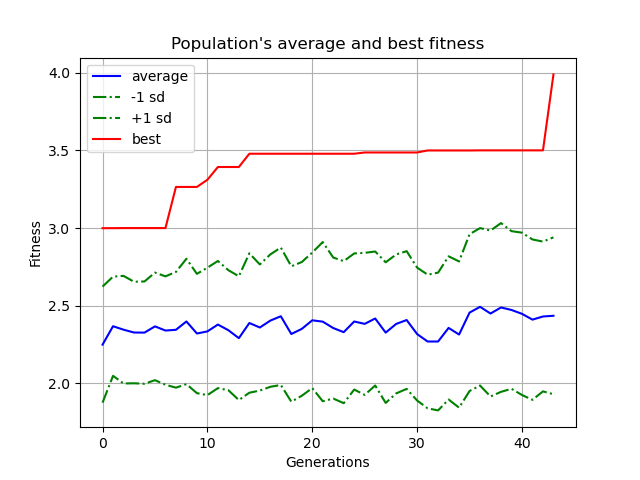 Population's average and best fitness
average
-1 sd
+1 sd
best
4.0
3.5
3.0
2.5
2.0
Fitness
0 10 20 30 40
Generations